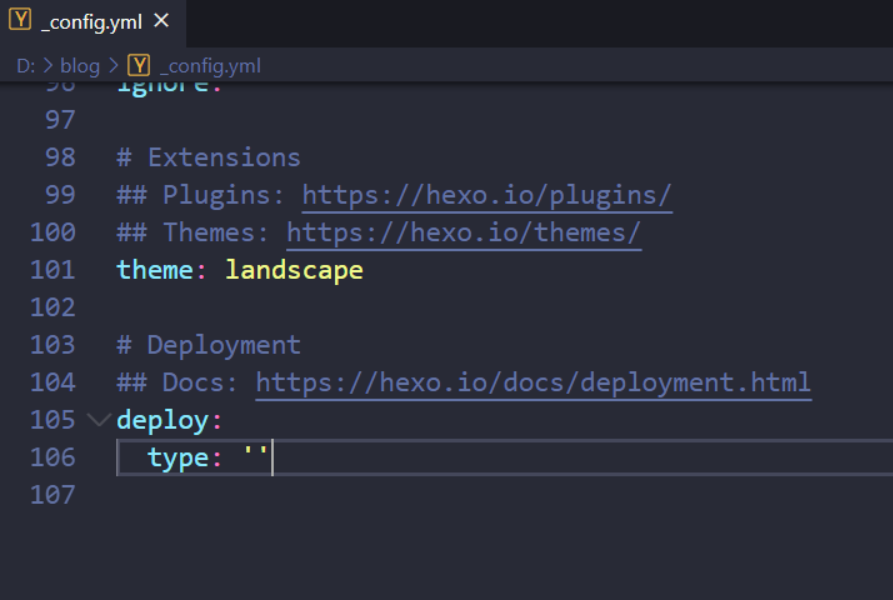 _config.yml
D: > blog > _config.yml
96 ignore:
97
98 # Extensions
99 ## Plugins: https://hexo.io/plugins/
100 ## Themes: https://hexo.io/themes/
101 theme: landscape
102
103 # Deployment
104 ## Docs: https://hexo.io/docs/deployment.html
105 deploy:
106 type: ''
107